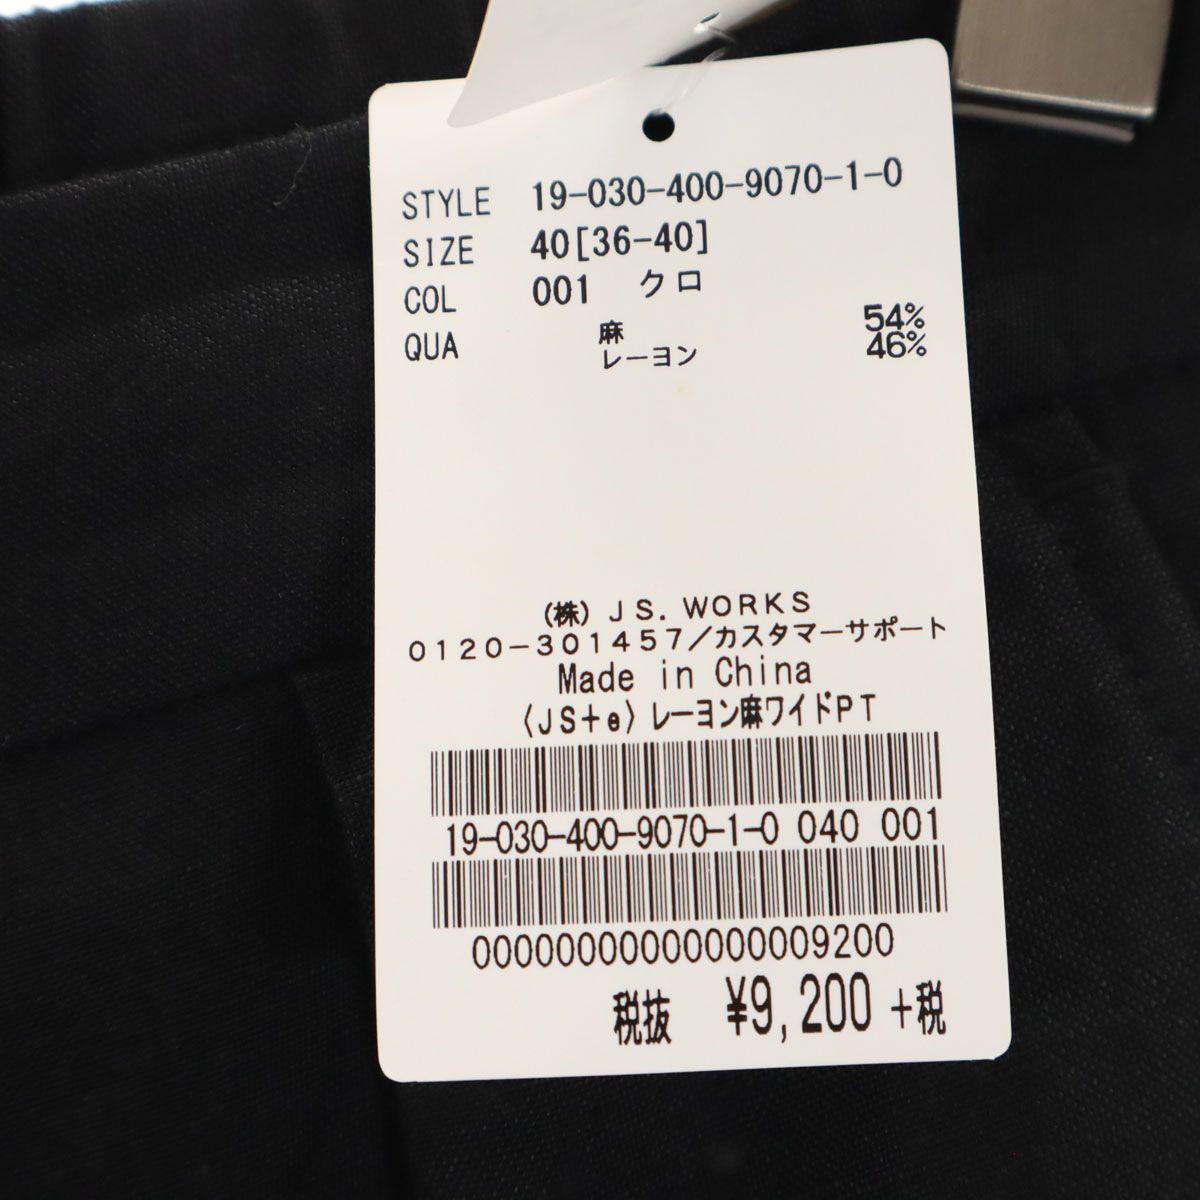 STYLE 19-030-400-9070-1-0
SIZE 40[36-40]
COL 001 クロ
QUA 麻 54%
レーヨン 46%
(株) JS. WORKS
0120-301457/カスタマーサポート
Made in China
〈JS+e〉レーヨン麻ワイドPT
19-030-400-9070-1-0 040 001
00000000000000009200
税抜 ¥9,200 +税